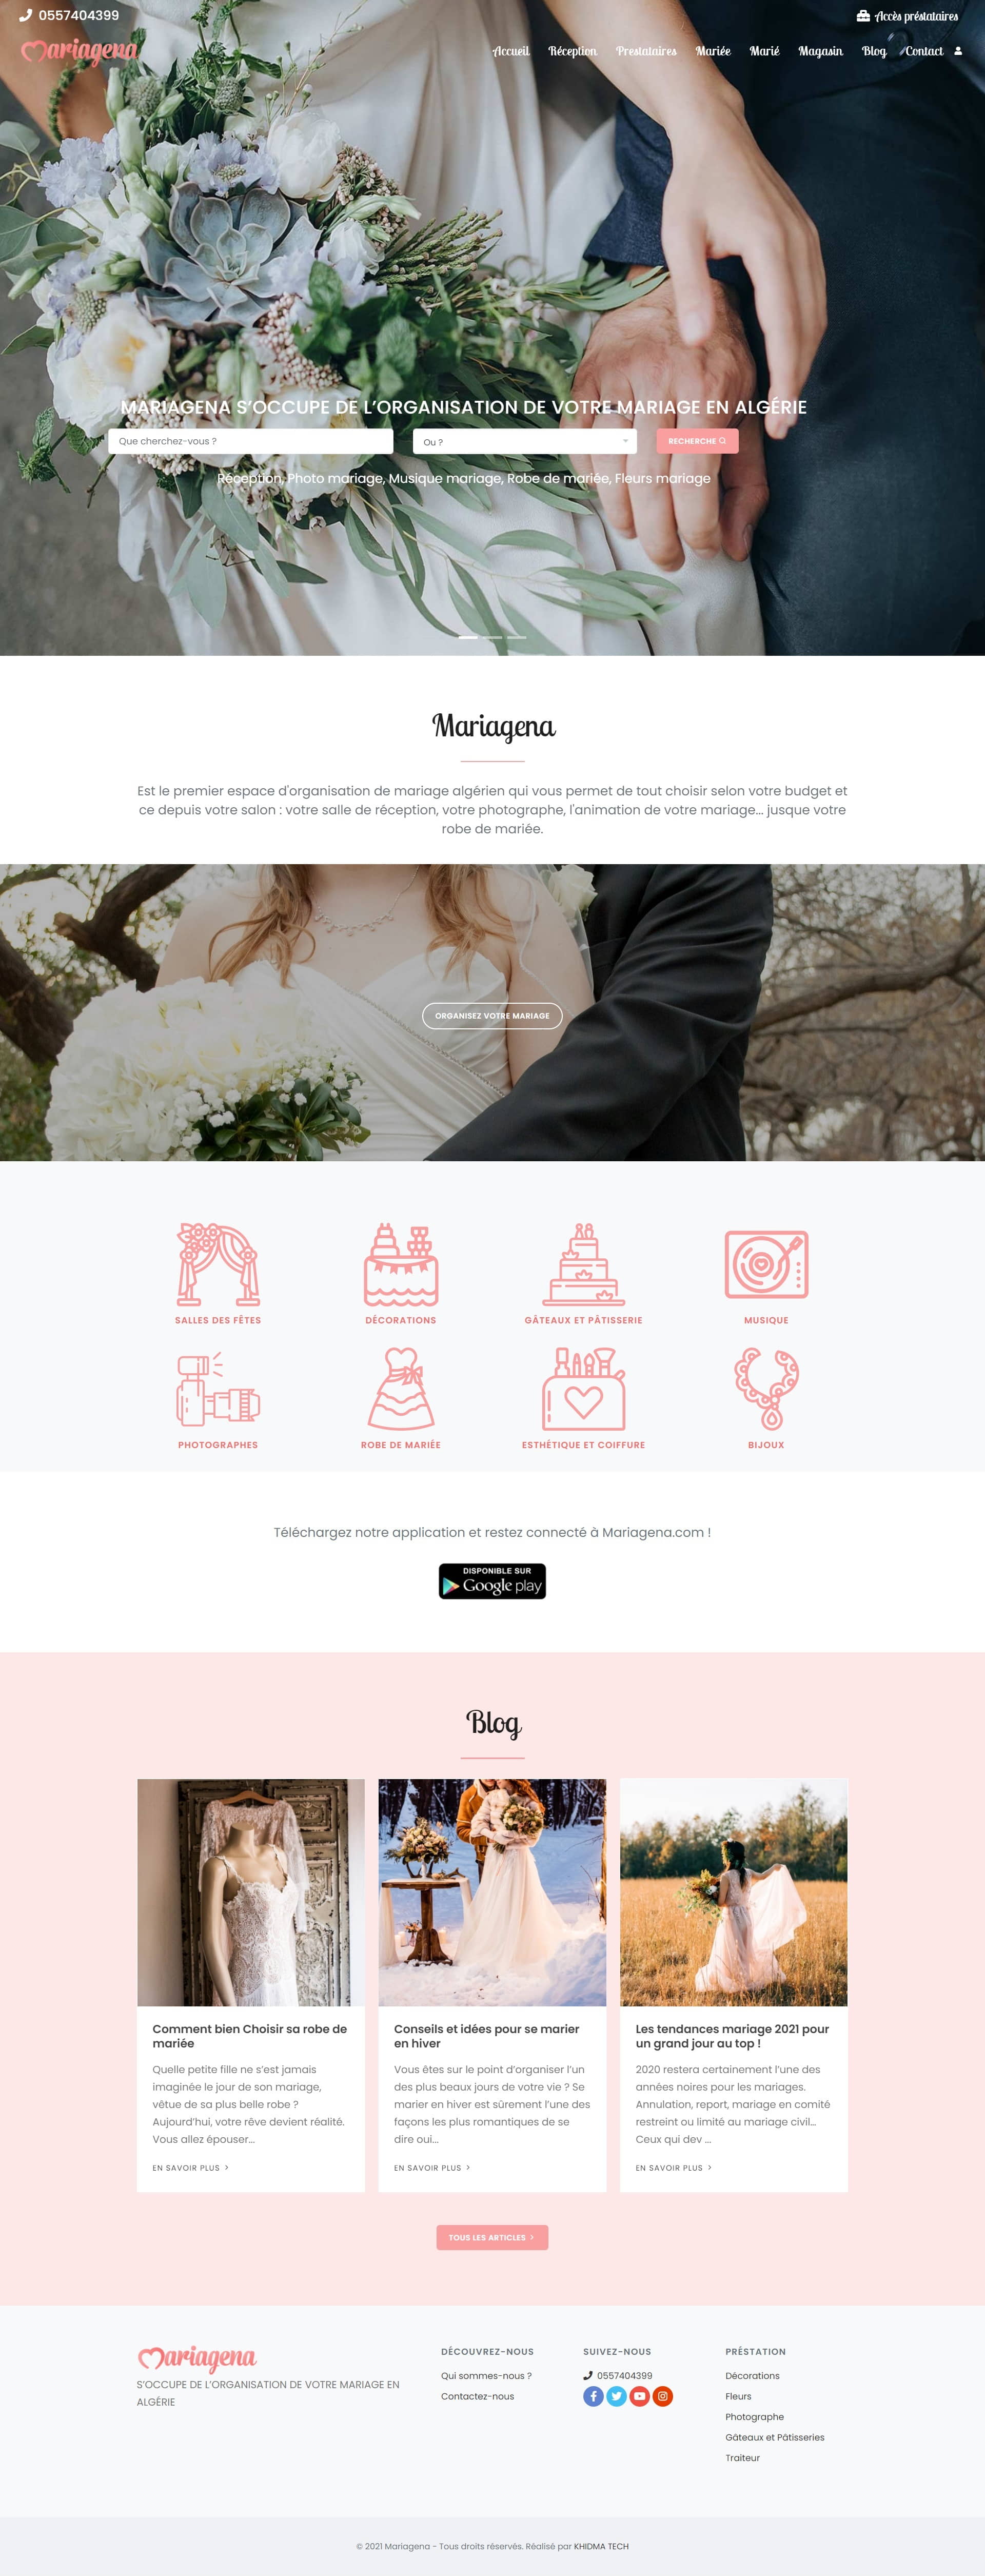 0557404399
Accès préstataires
Mariagena
Accueil Réception Prestataires Mariée Marié Magasin Blog Contact
MARIAGENA S'OCCUPE DE L'ORGANISATION DE VOTRE MARIAGE EN ALGÉRIE
Que cherchez-vous ?
Ou ?
RECHERCHE
Réception, Photo mariage, Musique mariage, Robe de mariée, Fleurs mariage
Mariagena
Est le premier espace d'organisation de mariage algérien qui vous permet de tout choisir selon votre budget et
ce depuis votre salon : votre salle de réception, votre photographe, l'animation de votre mariage... jusque votre
robe de mariée.
ORGANISEZ VOTRE MARIAGE
SALLES DES FÊTES
DÉCORATIONS
GÂTEAUX ET PÂTISSERIE
MUSIQUE
PHOTOGRAPHES
ROBE DE MARIÉE
ESTHÉTIQUE ET COIFFURE
BIJOUX
Téléchargez notre application et restez connecté à Mariagena.com !
DISPONIBLE SUR
Google play
Blog
Comment bien Choisir sa robe de
mariée
Quelle petite fille ne s'est jamais
imaginée le jour de son mariage,
vêtue de sa plus belle robe ?
Aujourd'hui, votre rêve devient réalité.
Vous allez épouser...
EN SAVOIR PLUS >
Conseils et idées pour se marier
en hiver
Vous êtes sur le point d'organiser l'un
des plus beaux jours de votre vie ? Se
marier en hiver est sûrement l'une des
façons les plus romantiques de se
dire oui...
EN SAVOIR PLUS >
Les tendances mariage 2021 pour
un grand jour au top !
2020 restera certainement l'une des
années noires pour les mariages.
Annulation, report, mariage en comité
restreint ou limité au mariage civil...
Ceux qui dev ...
EN SAVOIR PLUS >
TOUS LES ARTICLES >
Mariagena
S'OCCUPE DE L'ORGANISATION DE VOTRE MARIAGE EN
ALGÉRIE
DÉCOUVREZ-NOUS
Qui sommes-nous ?
Contactez-nous
SUIVEZ-NOUS
0557404399
PRÉSTATION
Décorations
Fleurs
Photographe
Gâteaux et Pâtisseries
Traiteur
© 2021 Mariagena - Tous droits réservés. Réalisé par KHIDMA TECH